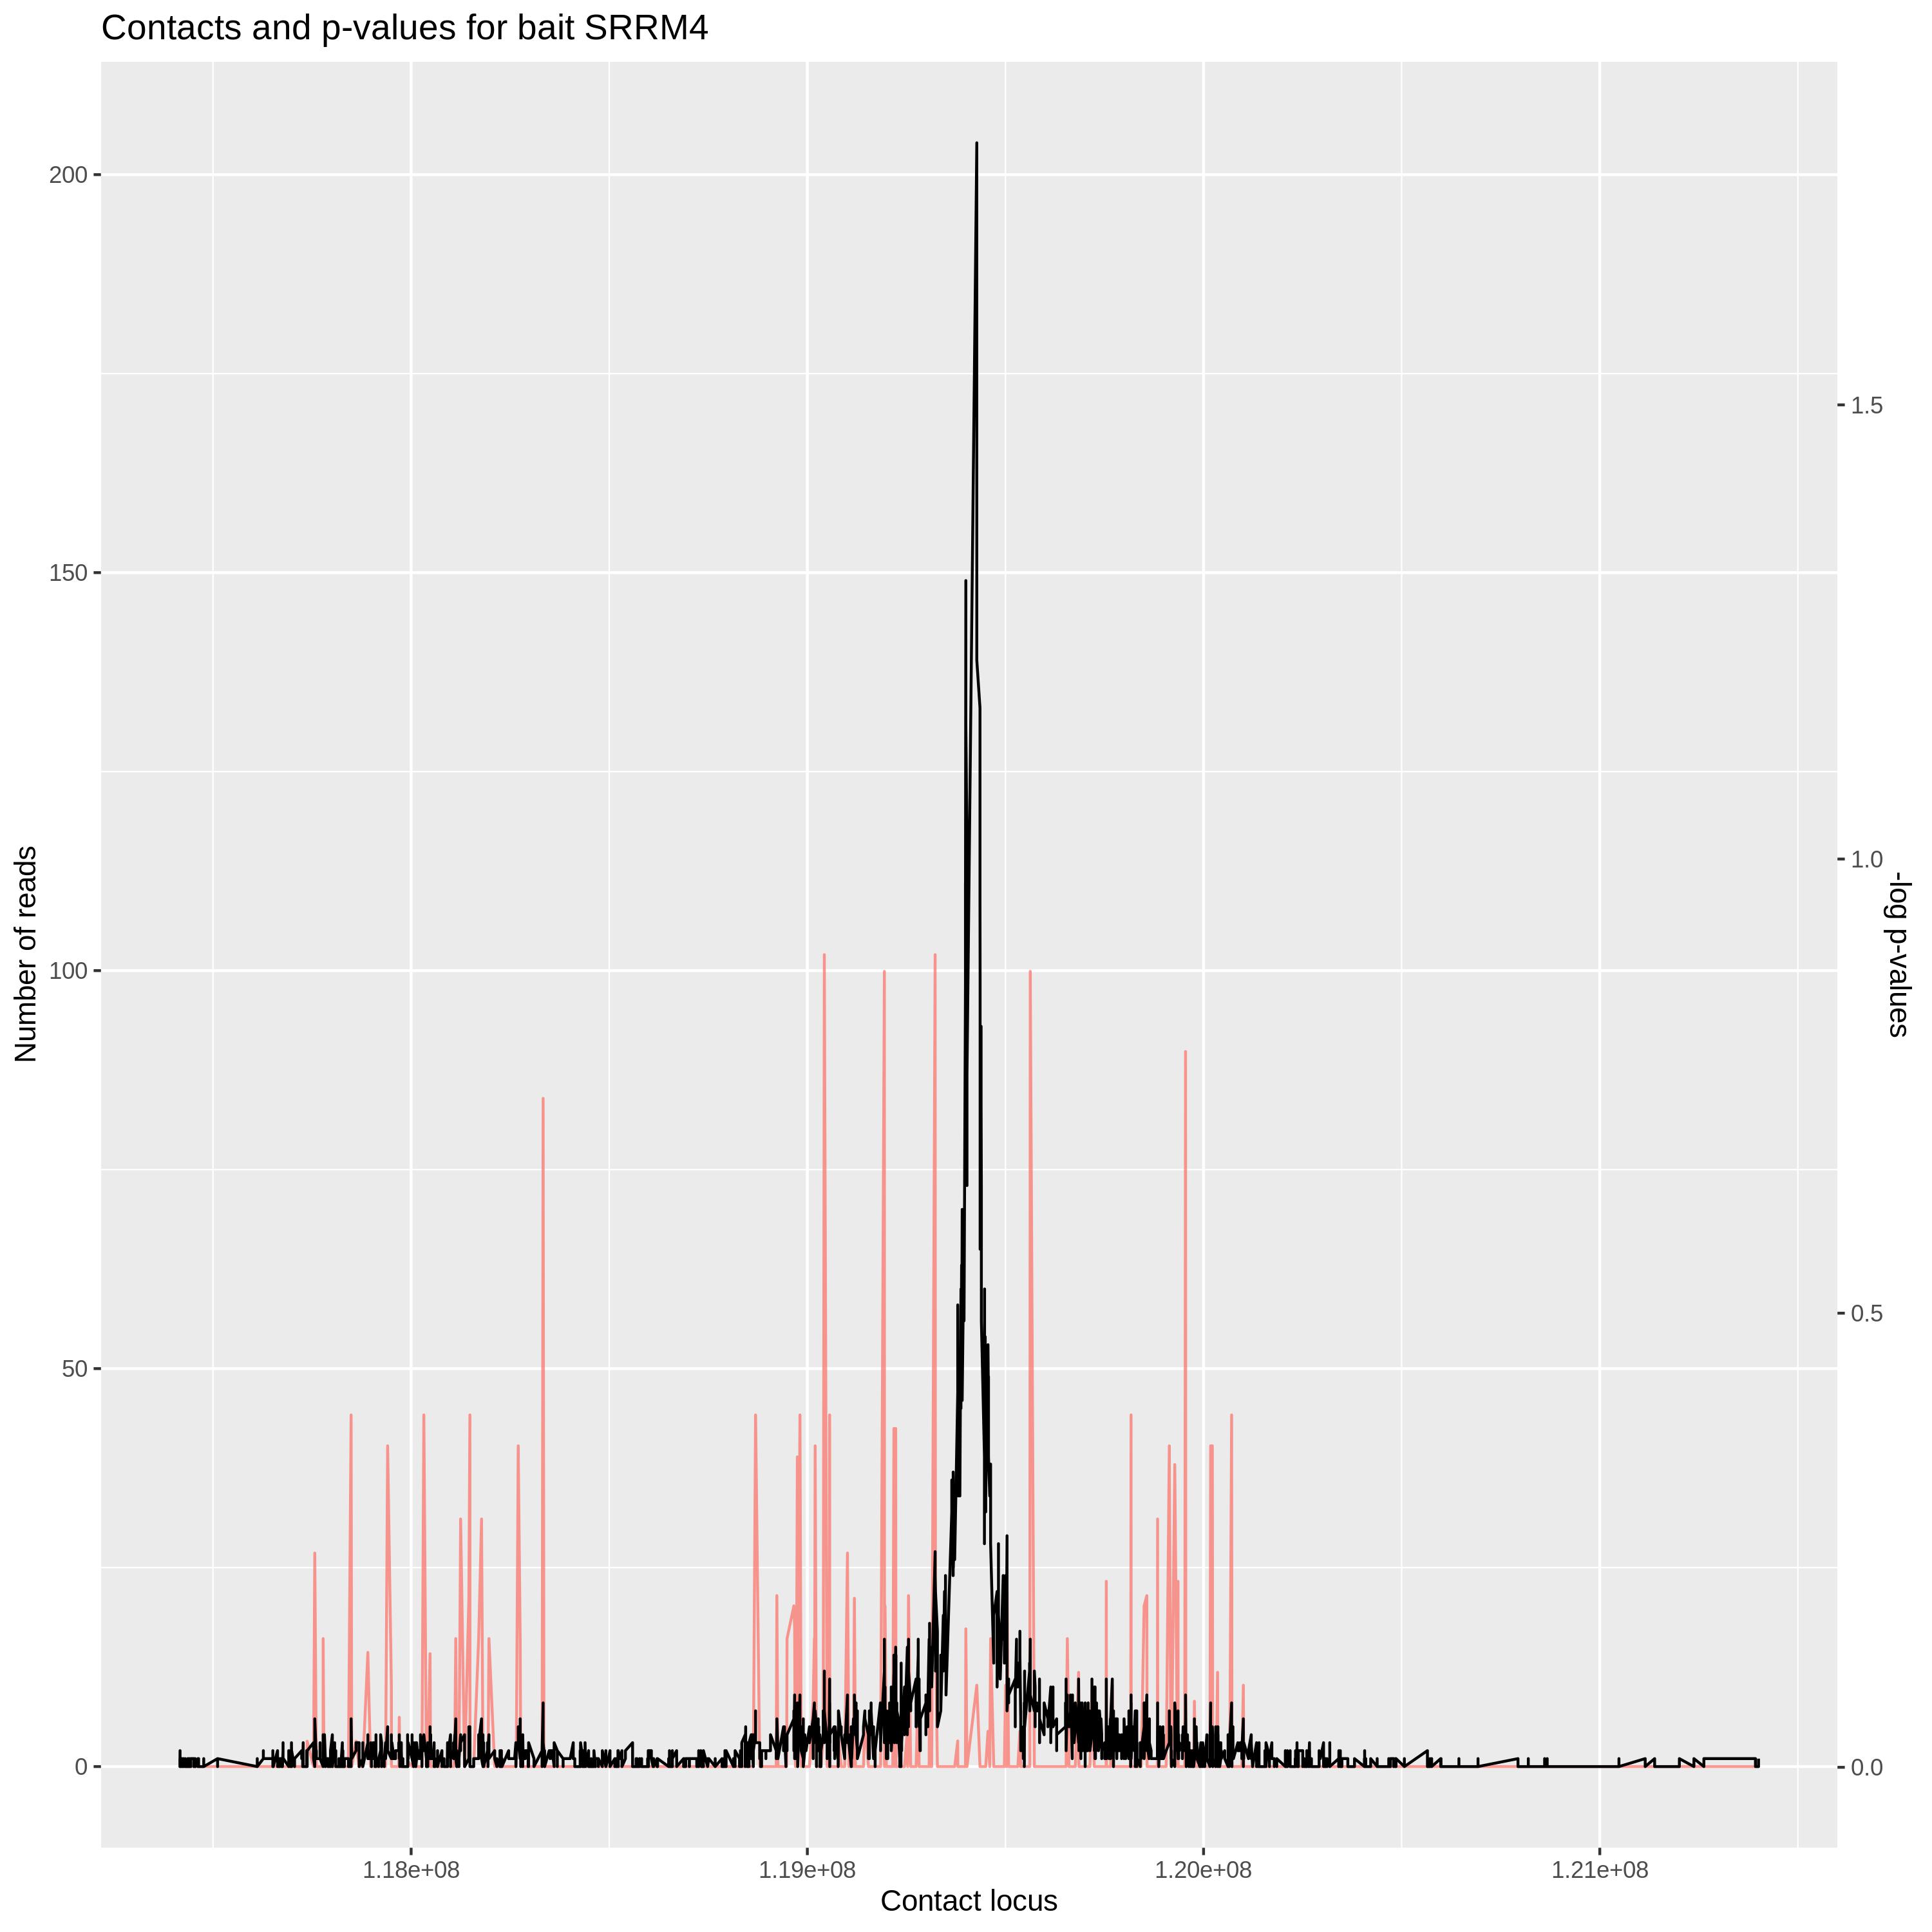 Contacts and p-values for bait SRRM4
200
150
100
50
0
Number of reads
1.5
1.0
0.5
0.0
-log p-values
1.18e+08
1.19e+08
1.20e+08
1.21e+08
Contact locus